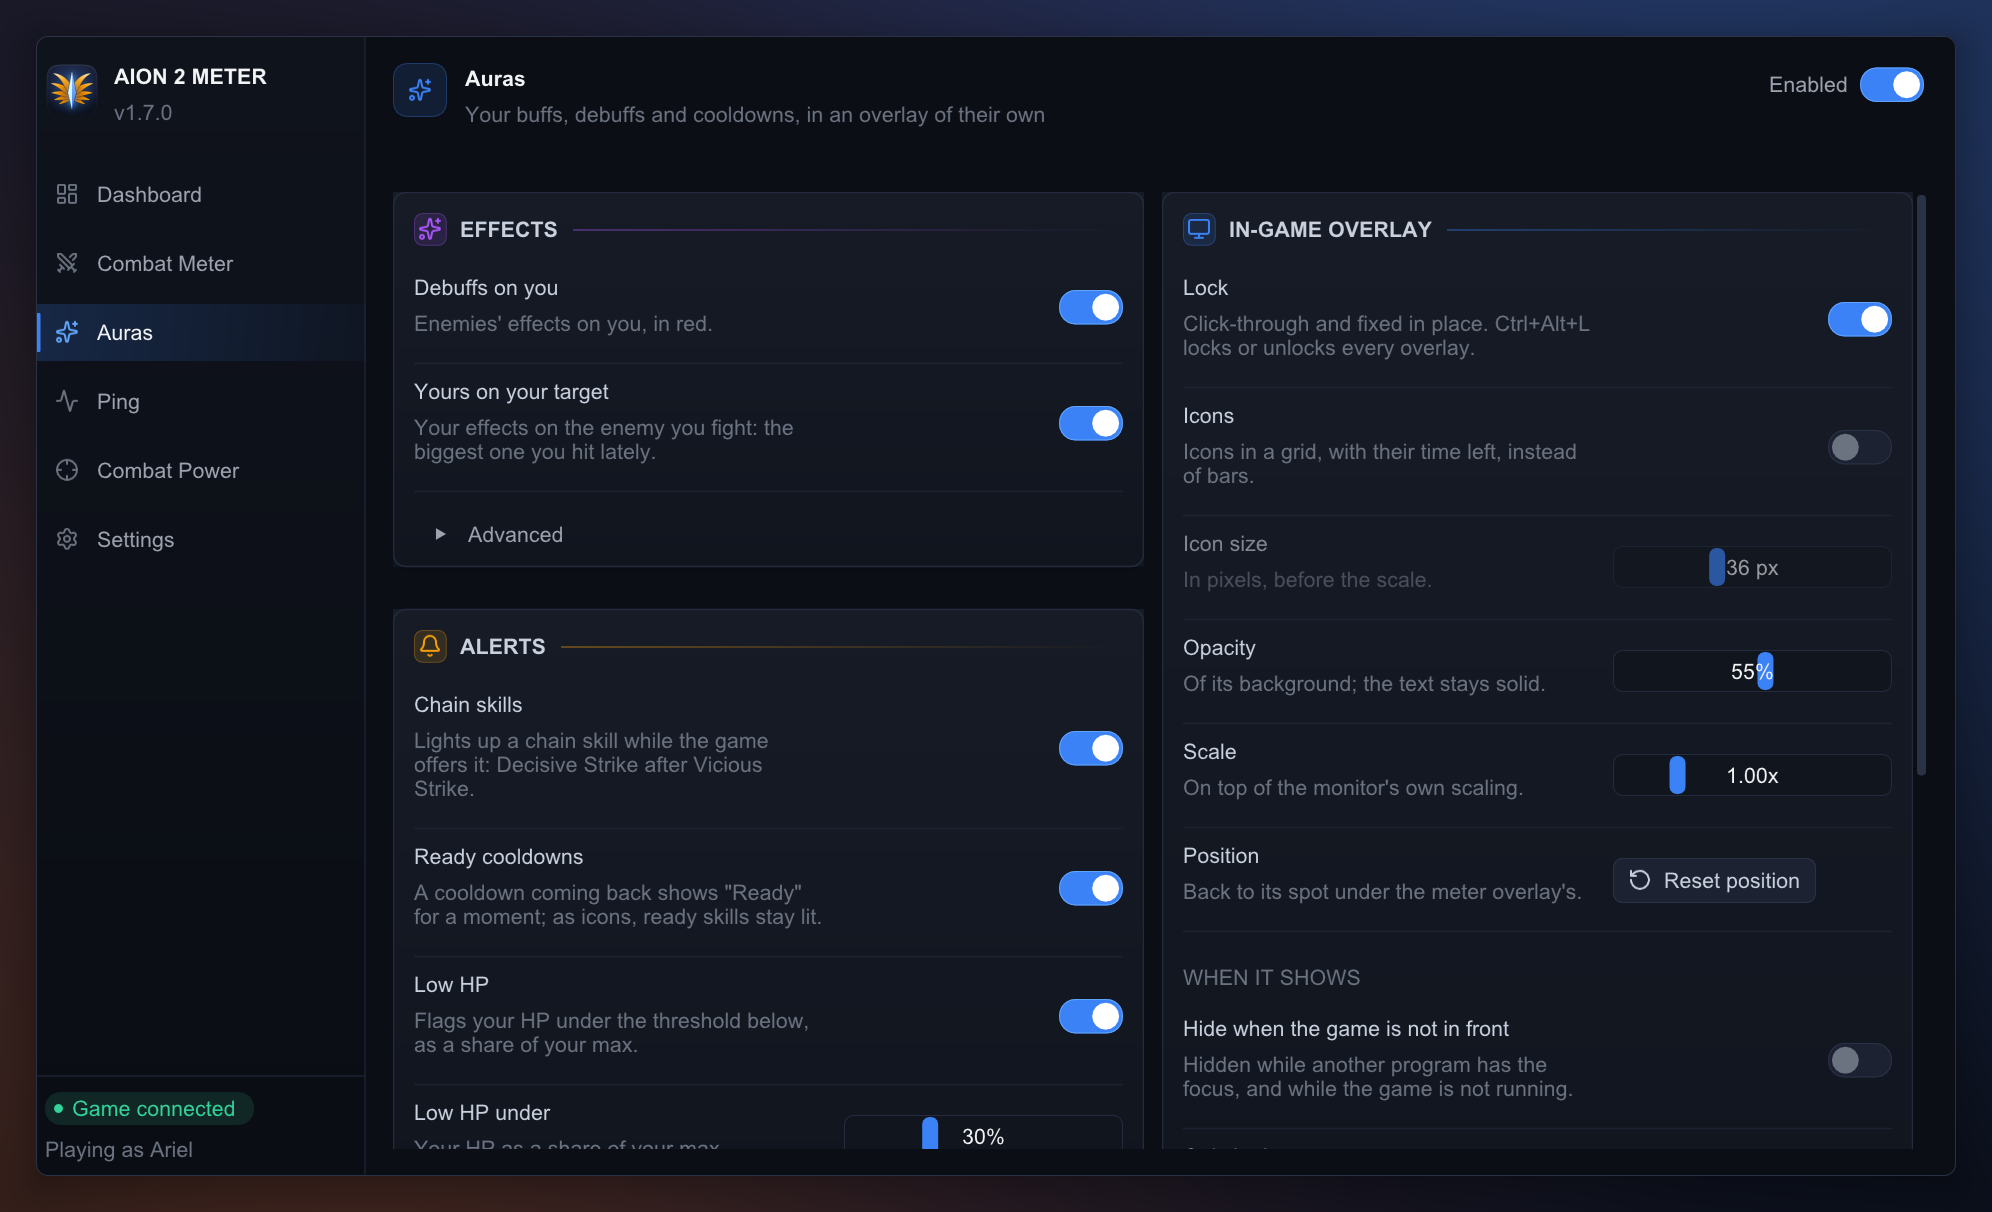 AION 2 METER
v1.7.0
Dashboard
Combat Meter
Auras
Ping
Combat Power
Settings
Game connected
Playing as Ariel
Auras
Your buffs, debuffs and cooldowns, in an overlay of their own
Enabled
EFFECTS
Debuffs on you
Enemies' effects on you, in red.
Yours on your target
Your effects on the enemy you fight: the
biggest one you hit lately.
Advanced
ALERTS
Chain skills
Lights up a chain skill while the game
offers it: Decisive Strike after Vicious
Strike.
Ready cooldowns
A cooldown coming back shows "Ready"
for a moment; as icons, ready skills stay lit.
Low HP
Flags your HP under the threshold below,
as a share of your max.
Low HP under
Your HP as a share of your max
30%
IN-GAME OVERLAY
Lock
Click-through and fixed in place. Ctrl+Alt+L
locks or unlocks every overlay.
Icons
Icons in a grid, with their time left, instead
of bars.
Icon size
In pixels, before the scale.
36 px
Opacity
Of its background; the text stays solid.
55%
Scale
On top of the monitor's own scaling.
1.00x
Position
Back to its spot under the meter overlay's.
Reset position
WHEN IT SHOWS
Hide when the game is not in front
Hidden while another program has the
focus, and while the game is not running.